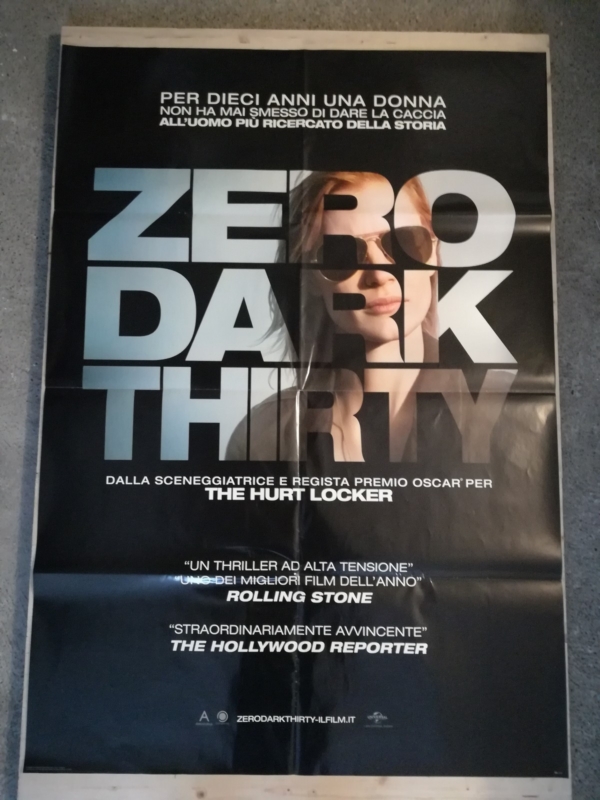 PER DIECI ANNI UNA DONNA
NON HA MAI SMESSO DI DARE LA CACCIA
ALL'UOMO PIÙ RICERCATO DELLA STORIA
ZERO
DARK
THIRTY
DALLA SCENEGGIATRICE E REGISTA PREMIO OSCAR® PER
THE HURT LOCKER
“UN THRILLER AD ALTA TENSIONE”
“UNO DEI MIGLIORI FILM DELL'ANNO”
ROLLING STONE
“STRAORDINARIAMENTE AVVINCENTE”
THE HOLLYWOOD REPORTER
ZERODARKTHIRTY-ILFILM.IT